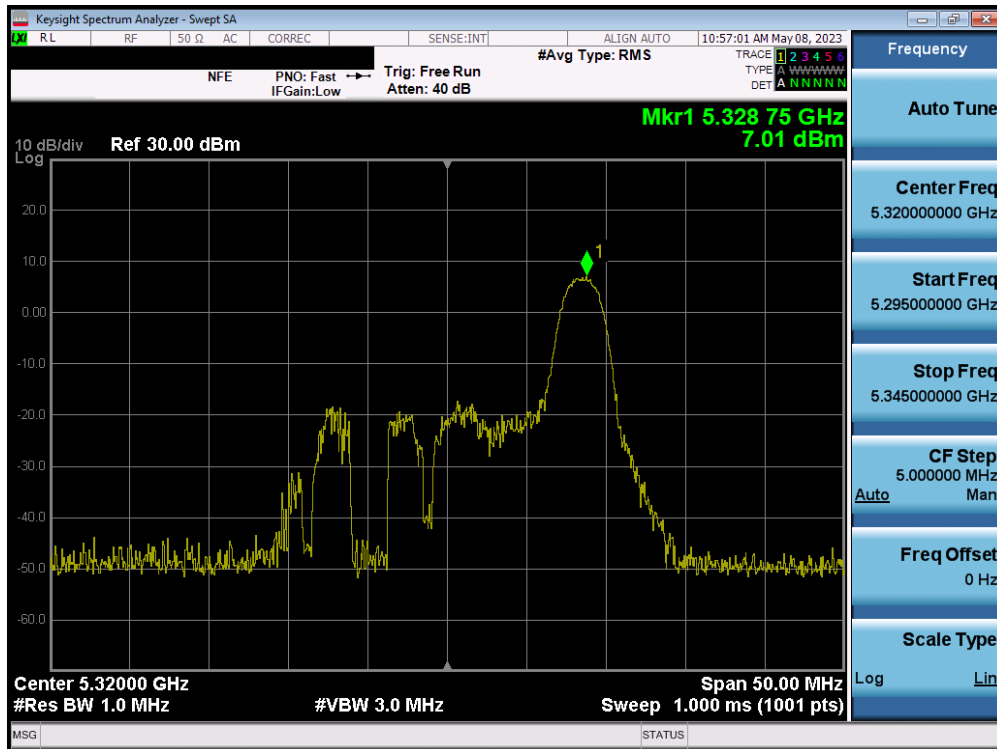 Keysight Spectrum Analyzer - Swept SA
LXI RL RF 50 Ω AC CORREC SENSE:INT ALIGN AUTO 10:57:01 AM May 08, 2023
#Avg Type: RMS
TRACE 1 2 3 4 5 6
TYPE A WWWWW
DET A N N N N N
NFE PNO: Fast Trig: Free Run
IFGain:Low Atten: 40 dB
Mkr1 5.328 75 GHz
7.01 dBm
10 dB/div Ref 30.00 dBm
Log
20.0
10.0
1
0.00
-10.0
-20.0
-30.0
-40.0
-50.0
-60.0
Center 5.32000 GHz Span 50.00 MHz
#Res BW 1.0 MHz #VBW 3.0 MHz Sweep 1.000 ms (1001 pts)
MSG STATUS
Frequency
Auto Tune
Center Freq
5.320000000 GHz
Start Freq
5.295000000 GHz
Stop Freq
5.345000000 GHz
CF Step
5.000000 MHz
Auto Man
Freq Offset
0 Hz
Scale Type
Log Lin